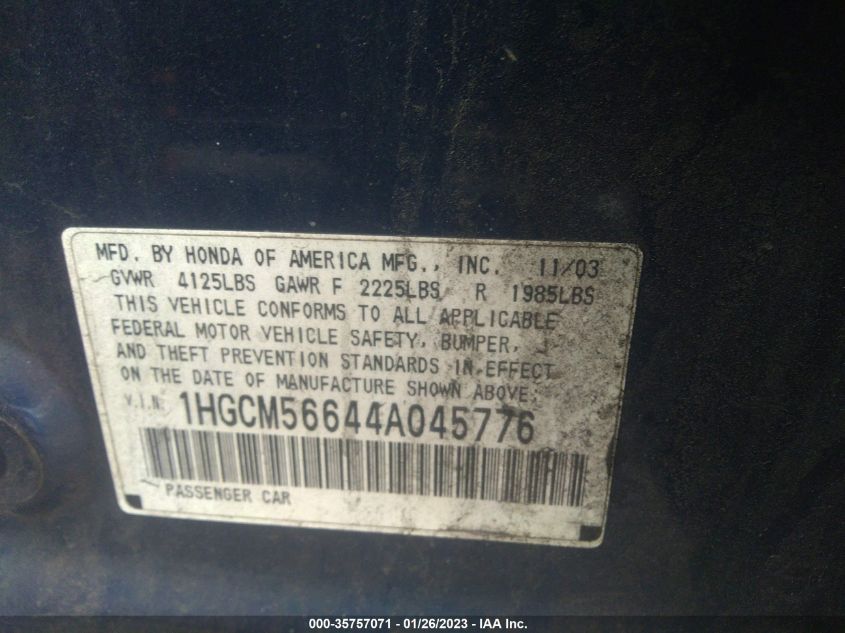 MFD. BY HONDA OF AMERICA MFG., INC. 11/03
GVWR 4125LBS GAWR F 2225LBS R 1985LBS
THIS VEHICLE CONFORMS TO ALL APPLICABLE
FEDERAL MOTOR VEHICLE SAFETY, BUMPER,
AND THEFT PREVENTION STANDARDS IN EFFECT
ON THE DATE OF MANUFACTURE SHOWN ABOVE.
V.I.N. 1HGCM56644A045776
PASSENGER CAR
000-35757071 - 01/26/2023 - IAA Inc.